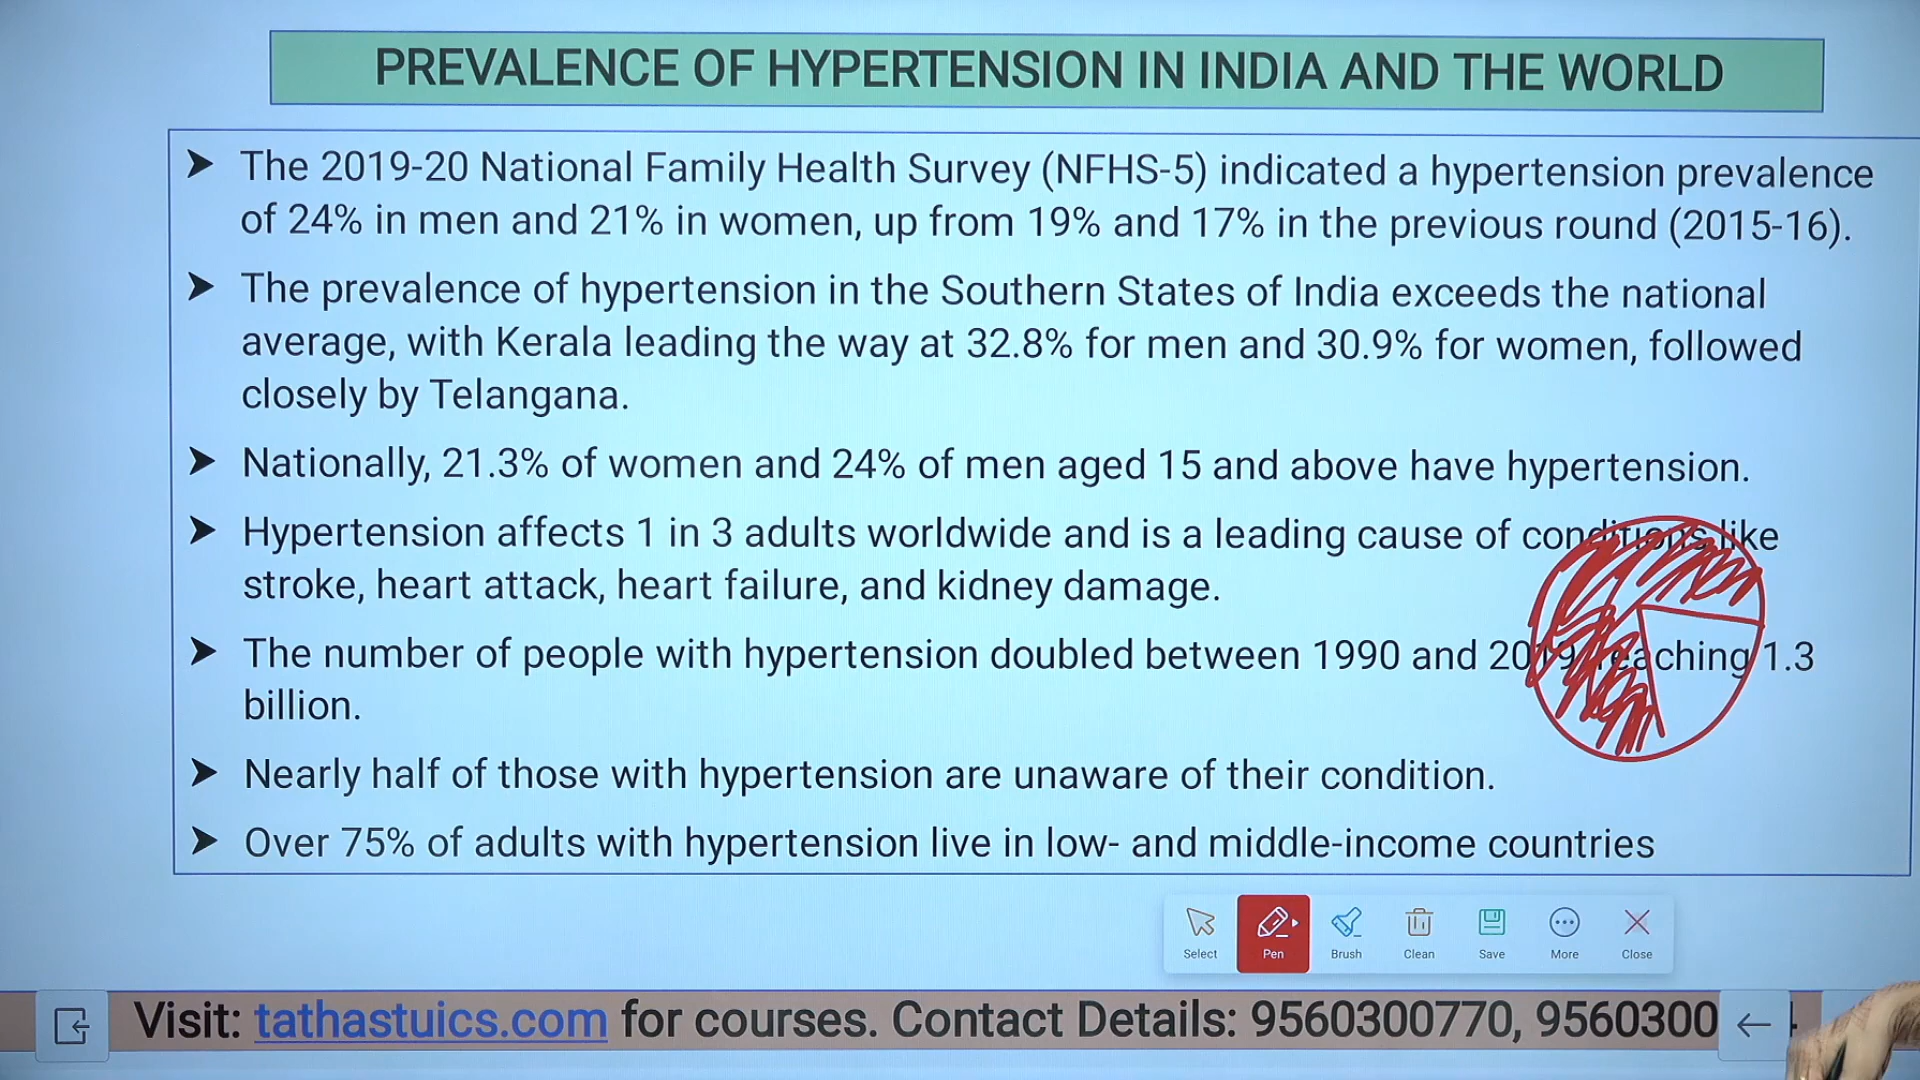 PREVALENCE OF HYPERTENSION IN INDIA AND THE WORLD
➤ The 2019-20 National Family Health Survey (NFHS-5) indicated a hypertension prevalence
of 24% in men and 21% in women, up from 19% and 17% in the previous round (2015-16).
➤ The prevalence of hypertension in the Southern States of India exceeds the national
average, with Kerala leading the way at 32.8% for men and 30.9% for women, followed
closely by Telangana.
➤ Nationally, 21.3% of women and 24% of men aged 15 and above have hypertension.
➤ Hypertension affects 1 in 3 adults worldwide and is a leading cause of conditions like
stroke, heart attack, heart failure, and kidney damage.
➤ The number of people with hypertension doubled between 1990 and 2019, reaching 1.3
billion.
➤ Nearly half of those with hypertension are unaware of their condition.
➤ Over 75% of adults with hypertension live in low- and middle-income countries
Select Pen Brush Clean Save More Close
Visit: tathastuics.com for courses. Contact Details: 9560300770, 9560300